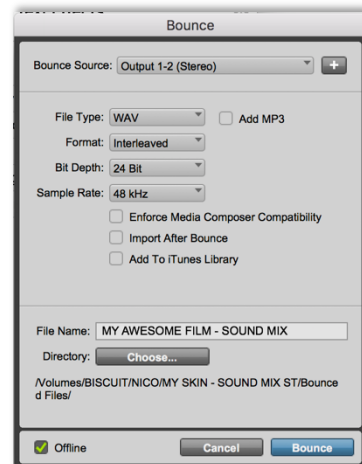 Bounce
Bounce Source: Output 1-2 (Stereo) +
File Type: WAV Add MP3
Format: Interleaved
Bit Depth: 24 Bit
Sample Rate: 48 kHz
Enforce Media Composer Compatibility
Import After Bounce
Add To iTunes Library
File Name: MY AWESOME FILM - SOUND MIX
Directory: Choose...
/Volumes/BISCUIT/NICO/MY SKIN - SOUND MIX ST/Bounce
d Files/
Offline Cancel Bounce